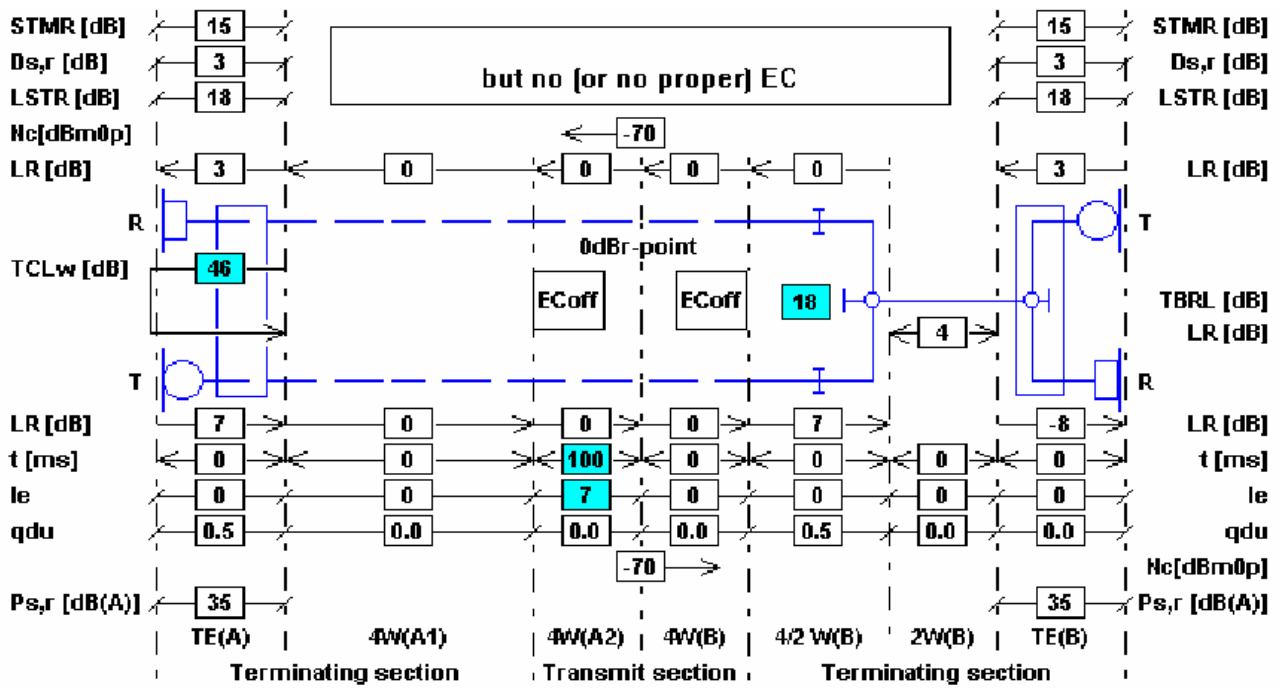 STMR [dB] 15 15 STMR [dB]
but no (or no proper) EC
Ds,r [dB] 3 3 Ds,r [dB]
LSTR [dB] 18 18 LSTR [dB]
Nc[dBm0p] -70
LR [dB] 3 0 0 0 0 3 LR [dB]
R T
0dBr-point
TCLw [dB] 46
ECoff ECoff 18 TBRL [dB]
4 LR [dB]
T R
LR [dB] 7 0 0 0 7 -8 LR [dB]
t [ms] 0 0 100 0 0 0 0 t [ms]
Ie 0 0 7 0 0 0 0 Ie
qdu 0.5 0.0 0.0 0.0 0.5 0.0 0.0 qdu
-70 Nc[dBm0p]
Ps,r [dB(A)] 35 35 Ps,r [dB(A)]
TE(A) 4W(A1) 4W(A2) 4W(B) 4/2 W(B) 2W(B) TE(B)
Terminating section Transmit section Terminating section